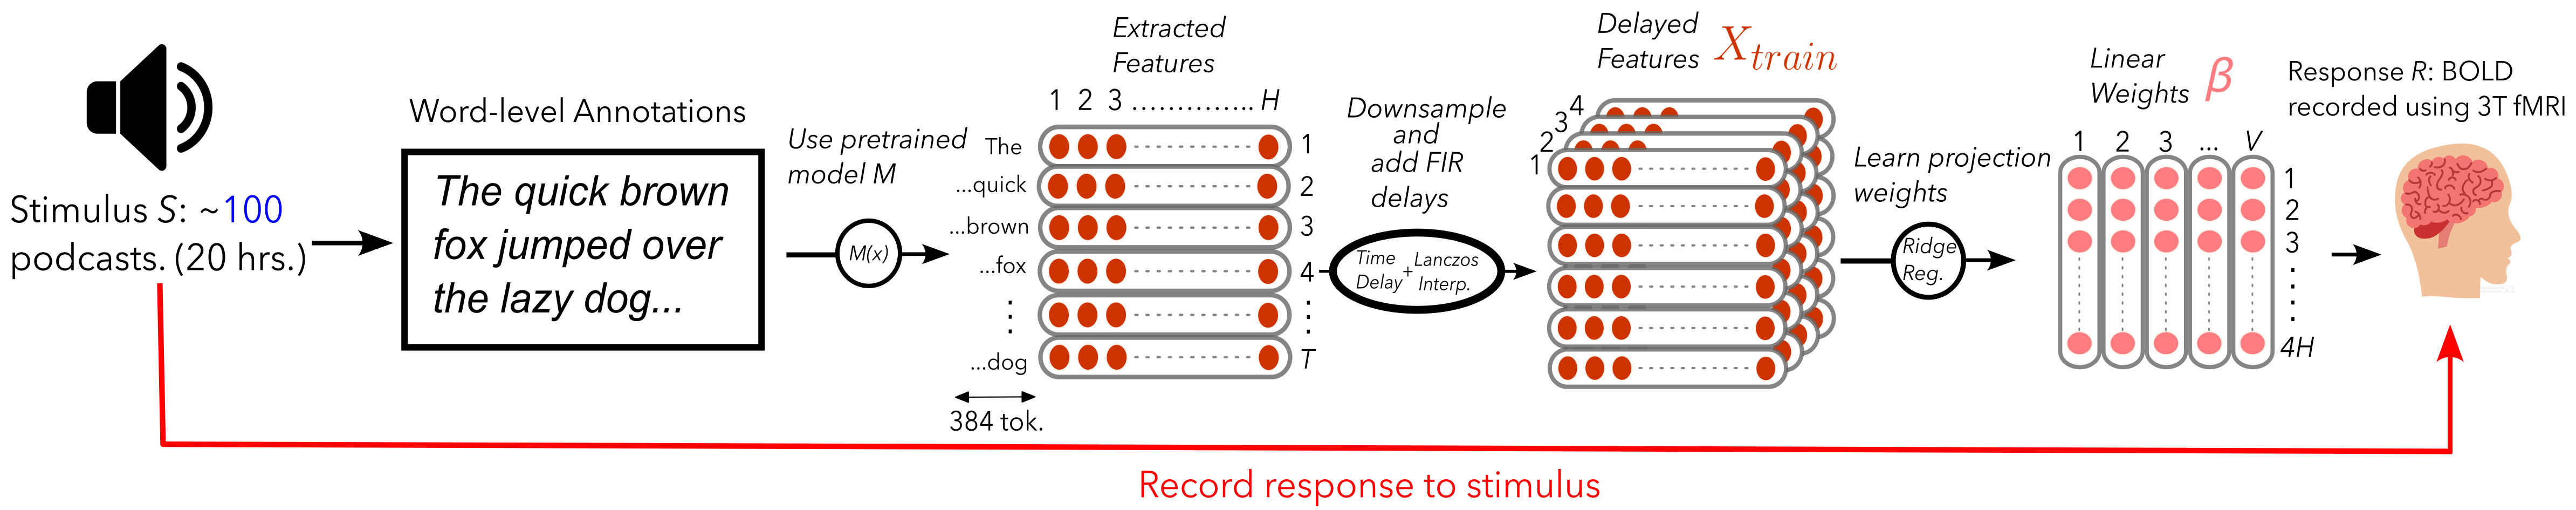 Stimulus S: ~100
podcasts. (20 hrs.)
Word-level Annotations
The quick brown
fox jumped over
the lazy dog...
Use pretrained
model M
M(x)
Extracted
Features
1 2 3 .............. H
The
...quick
...brown
...fox
...dog
1
2
3
4
T
384 tok.
Downsample
and
add FIR
delays
Time
Delay
+
Lanczos
Interp.
Delayed
Features
X_train
4
3
2
1
Learn projection
weights
Ridge
Reg.
Linear
Weights
β
1 2 3 ... V
1
2
3
4H
Response R: BOLD
recorded using 3T fMRI
Record response to stimulus